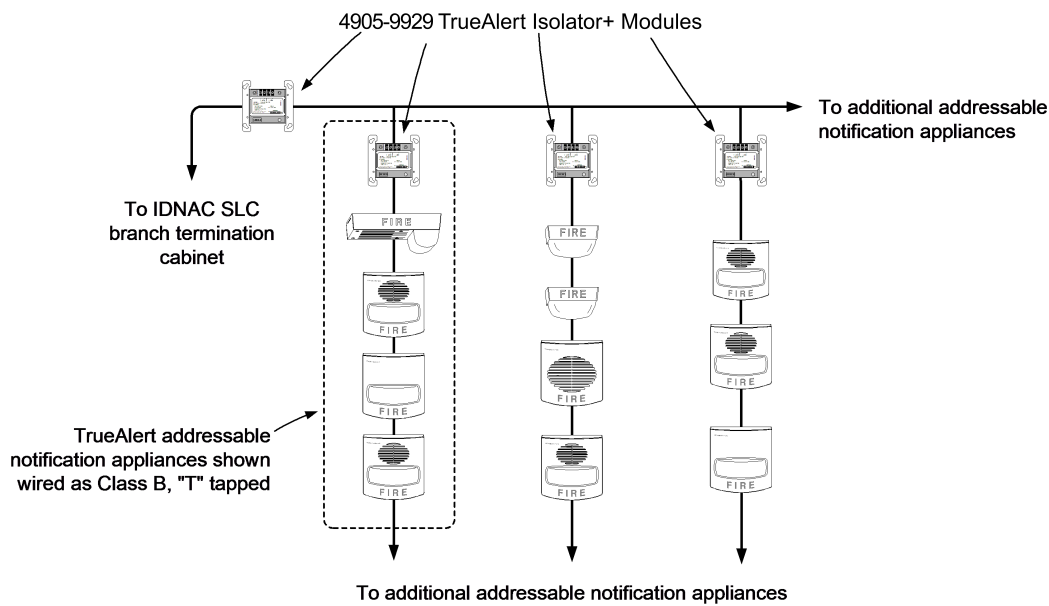 4905-9929 TrueAlert Isolator+ Modules
To additional addressable
notification appliances
To IDNAC SLC
branch termination
cabinet
FIRE
FIRE
FIRE
FIRE
FIRE
FIRE
FIRE
FIRE
FIRE
FIRE
TrueAlert addressable
notification appliances shown
wired as Class B, "T" tapped
To additional addressable notification appliances